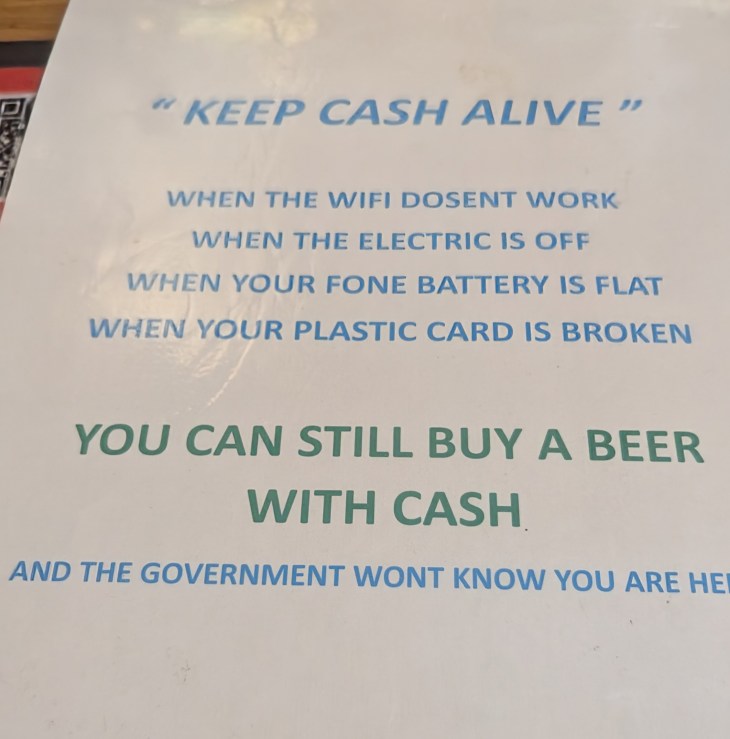 “ KEEP CASH ALIVE ”
WHEN THE WIFI DOSENT WORK
WHEN THE ELECTRIC IS OFF
WHEN YOUR FONE BATTERY IS FLAT
WHEN YOUR PLASTIC CARD IS BROKEN
YOU CAN STILL BUY A BEER
WITH CASH
AND THE GOVERNMENT WONT KNOW YOU ARE